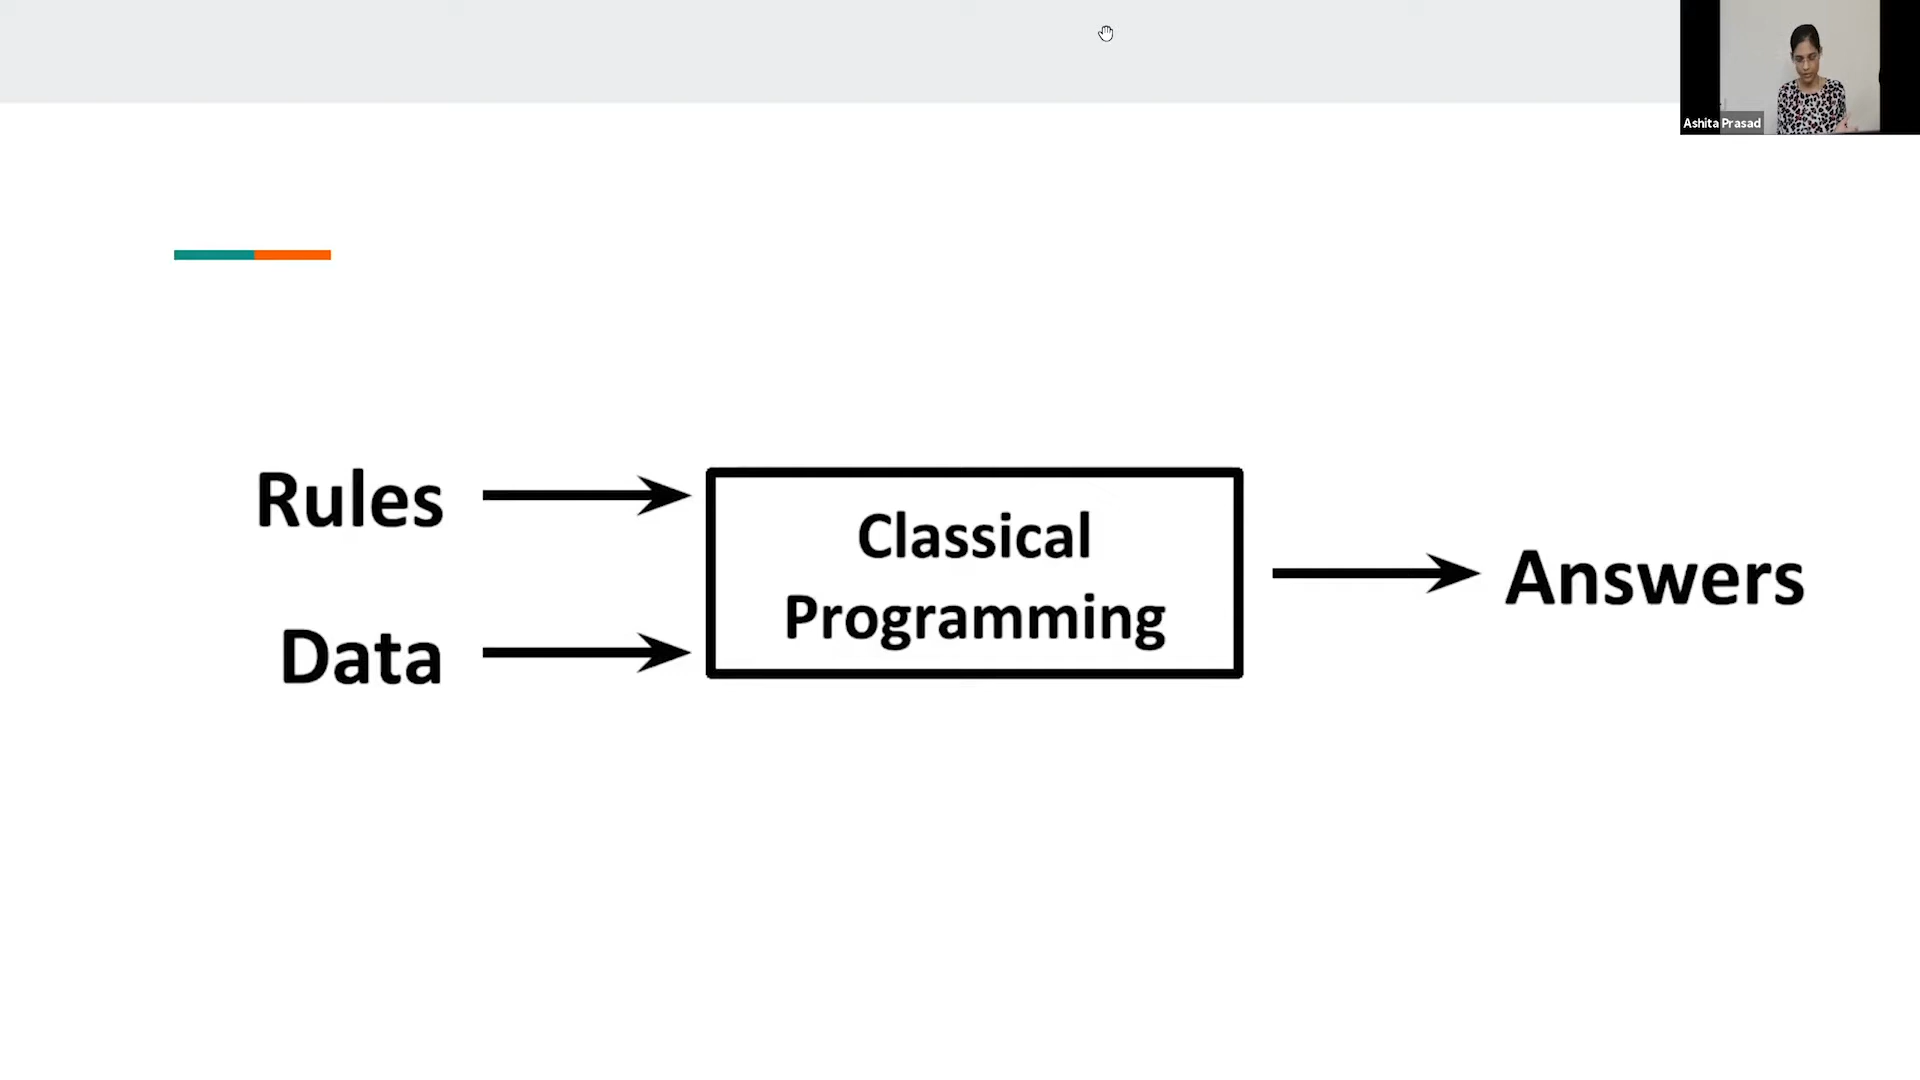 Ashita Prasad
Rules
Data
Classical
Programming
Answers